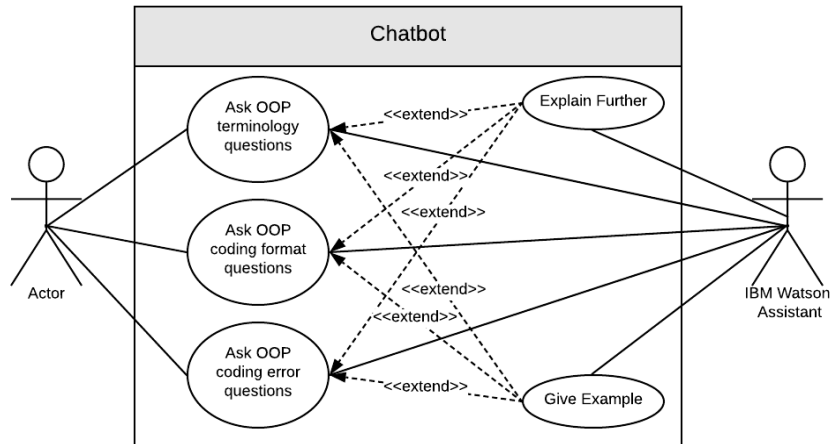 Chatbot
Ask OOP
terminology
questions
<<extend>>
Explain Further
<<extend>>
<<extend>>
Ask OOP
coding format
questions
Actor
IBM Watson
Assistant
<<extend>>
<<extend>>
Ask OOP
coding error
questions
<<extend>>
Give Example